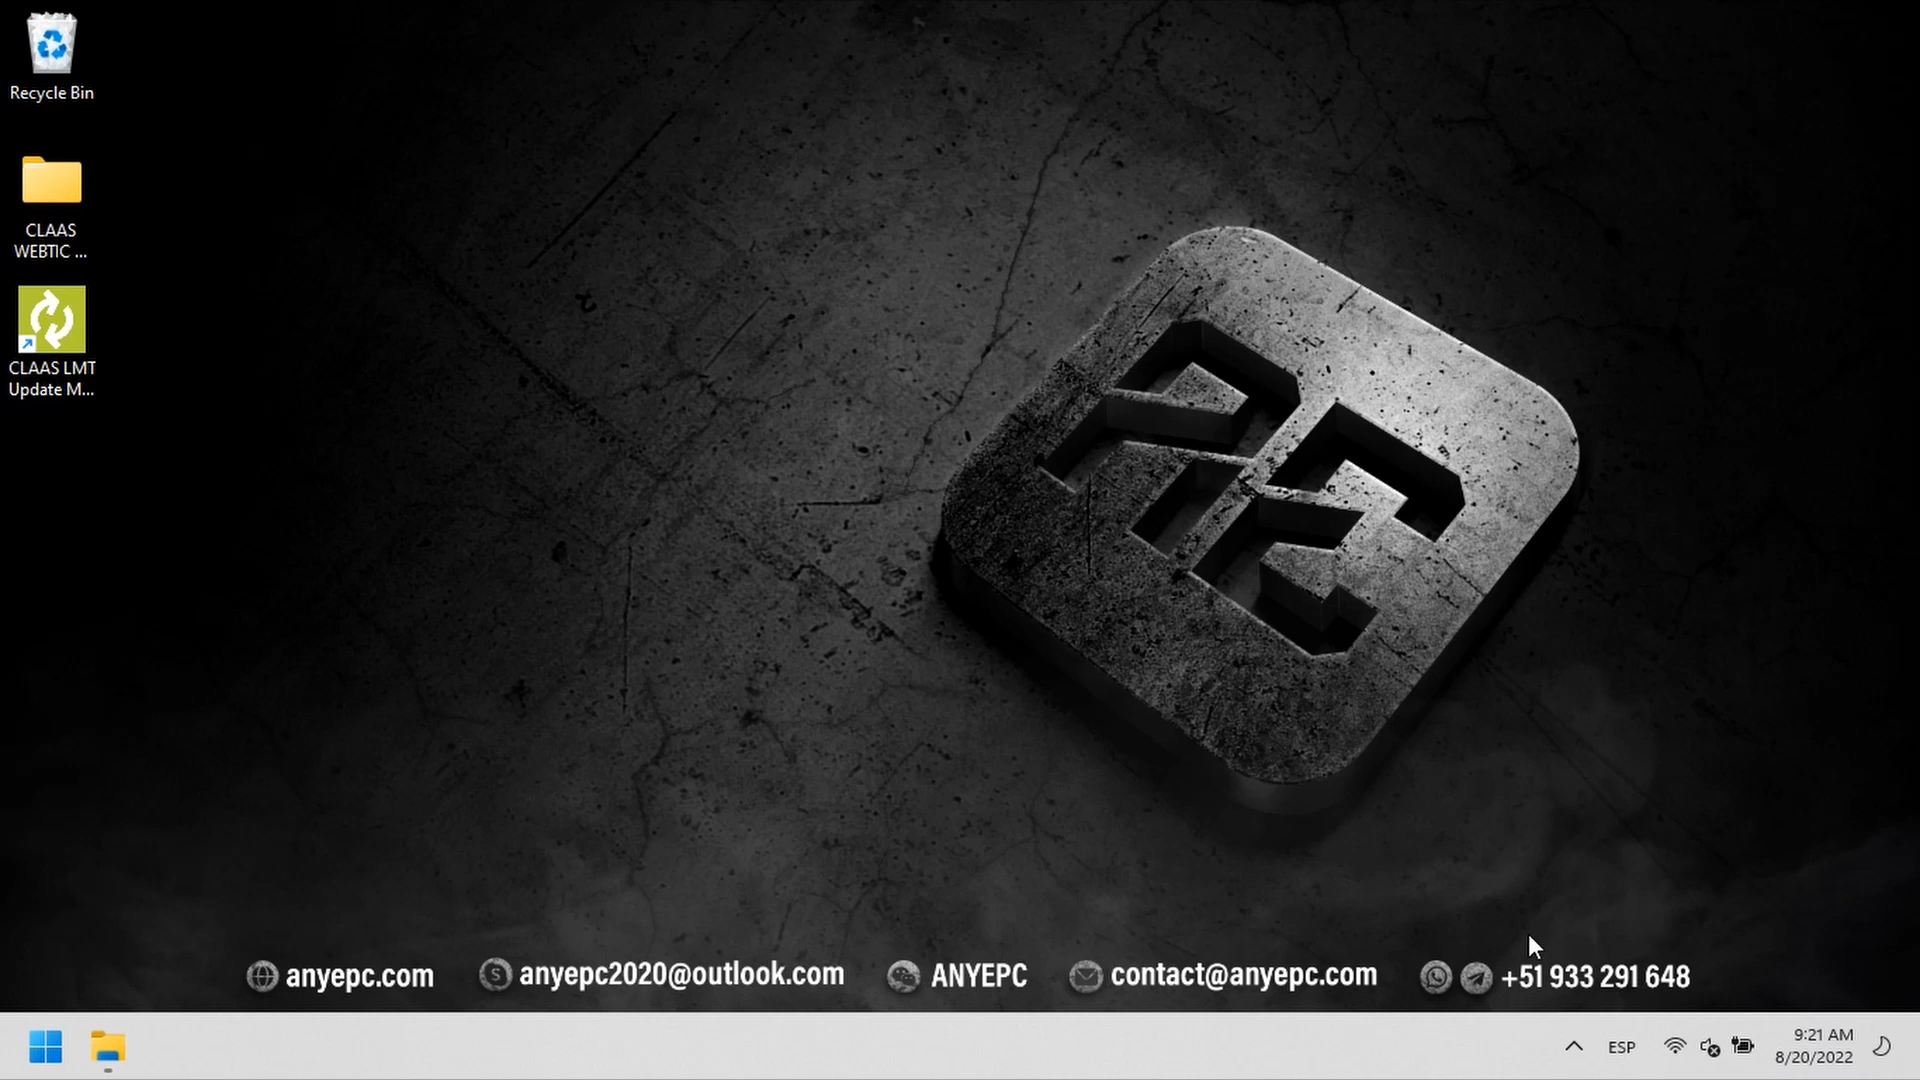 Recycle Bin
CLAAS
WEBTIC ...
CLAAS LMT
Update M...
anyepc.com
anyepc2020@outlook.com
ANYEPC
contact@anyepc.com
+51 933 291 648
ESP
9:21 AM
8/20/2022